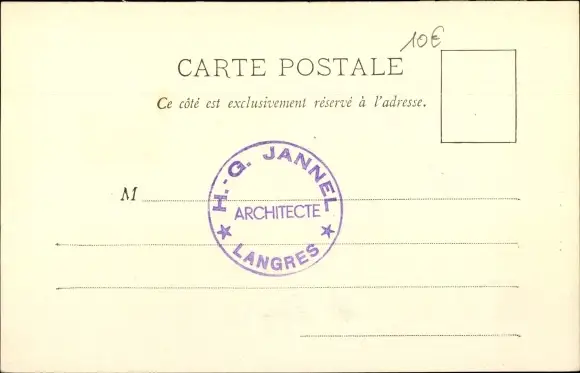 10€
CARTE POSTALE
Ce côté est exclusivement réservé à l'adresse.
M
H.-G. JANNEL
ARCHITECTE
★ LANGRES ★